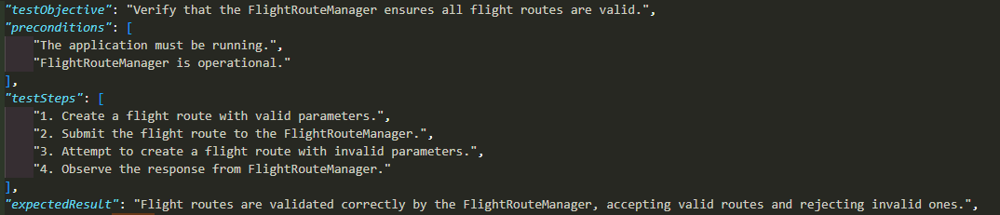 "testObjective": "Verify that the FlightRouteManager ensures all flight routes are valid.",
"preconditions": [
"The application must be running.",
"FlightRouteManager is operational."
],
"testSteps": [
"1. Create a flight route with valid parameters.",
"2. Submit the flight route to the FlightRouteManager.",
"3. Attempt to create a flight route with invalid parameters.",
"4. Observe the response from FlightRouteManager."
],
"expectedResult": "Flight routes are validated correctly by the FlightRouteManager, accepting valid routes and rejecting invalid ones.",